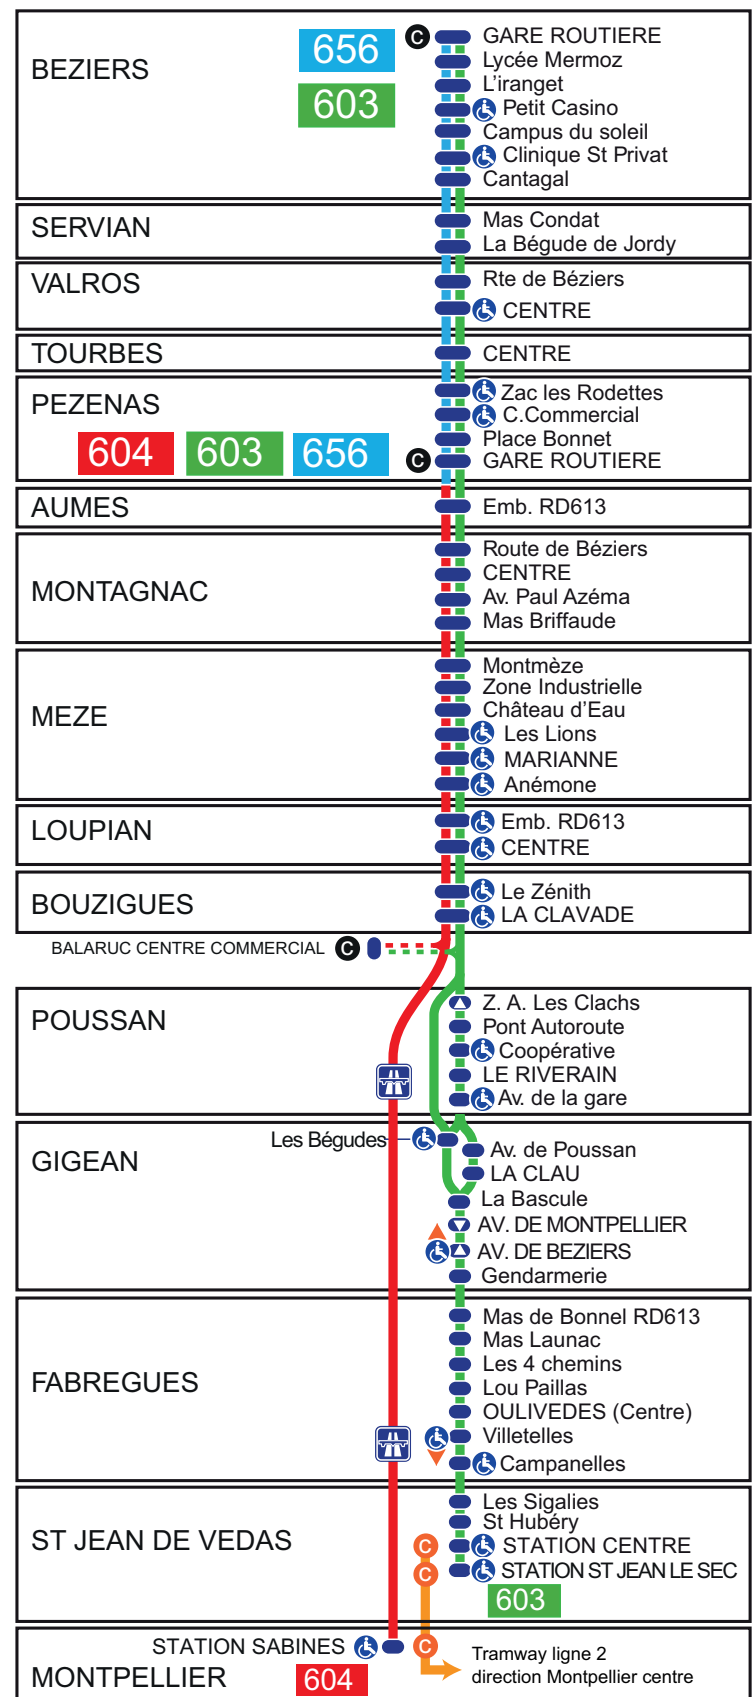 BEZIERS
656
603
C
GARE ROUTIERE
Lycée Mermoz
L'iranget
Petit Casino
Campus du soleil
Clinique St Privat
Cantagal
SERVIAN
Mas Condat
La Bégude de Jordy
VALROS
Rte de Béziers
CENTRE
TOURBES
CENTRE
PEZENAS
604 603 656
Zac les Rodettes
C.Commercial
Place Bonnet
C
GARE ROUTIERE
AUMES
Emb. RD613
MONTAGNAC
Route de Béziers
CENTRE
Av. Paul Azéma
Mas Briffaude
MEZE
Montmèze
Zone Industrielle
Château d'Eau
Les Lions
MARIANNE
Anémone
LOUPIAN
Emb. RD613
CENTRE
BOUZIGUES
Le Zénith
LA CLAVADE
BALARUC CENTRE COMMERCIAL C
POUSSAN
Z. A. Les Clachs
Pont Autoroute
Coopérative
LE RIVERAIN
Av. de la gare
GIGEAN
Les Bégudes
Av. de Poussan
LA CLAU
La Bascule
AV. DE MONTPELLIER
AV. DE BEZIERS
Gendarmerie
FABREGUES
Mas de Bonnel RD613
Mas Launac
Les 4 chemins
Lou Paillas
OULIVEDES (Centre)
Villetelles
Campanelles
ST JEAN DE VEDAS
Les Sigalies
St Hubéry
C
STATION CENTRE
C
STATION ST JEAN LE SEC
603
STATION SABINES
C
MONTPELLIER
604
Tramway ligne 2
direction Montpellier centre